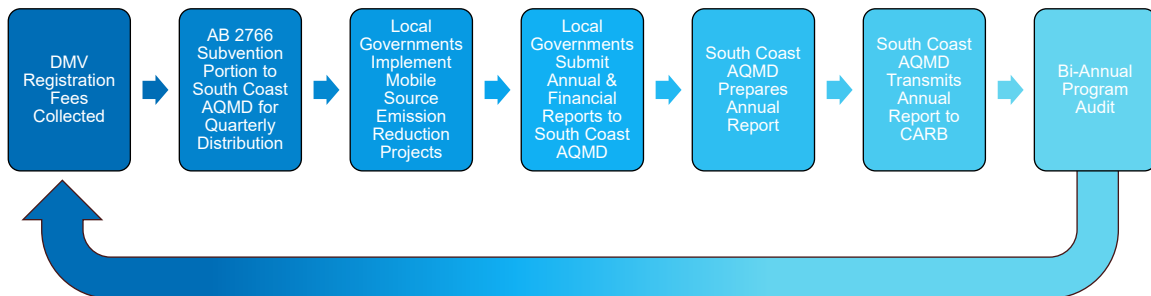 DMV
Registration
Fees
Collected
AB 2766
Subvention
Portion to
South Coast
AQMD for
Quarterly
Distribution
Local
Governments
Implement
Mobile
Source
Emission
Reduction
Projects
Local
Governments
Submit
Annual &
Financial
Reports to
South Coast
AQMD
South Coast
AQMD
Prepares
Annual
Report
South Coast
AQMD
Transmits
Annual
Report to
CARB
Bi-Annual
Program
Audit